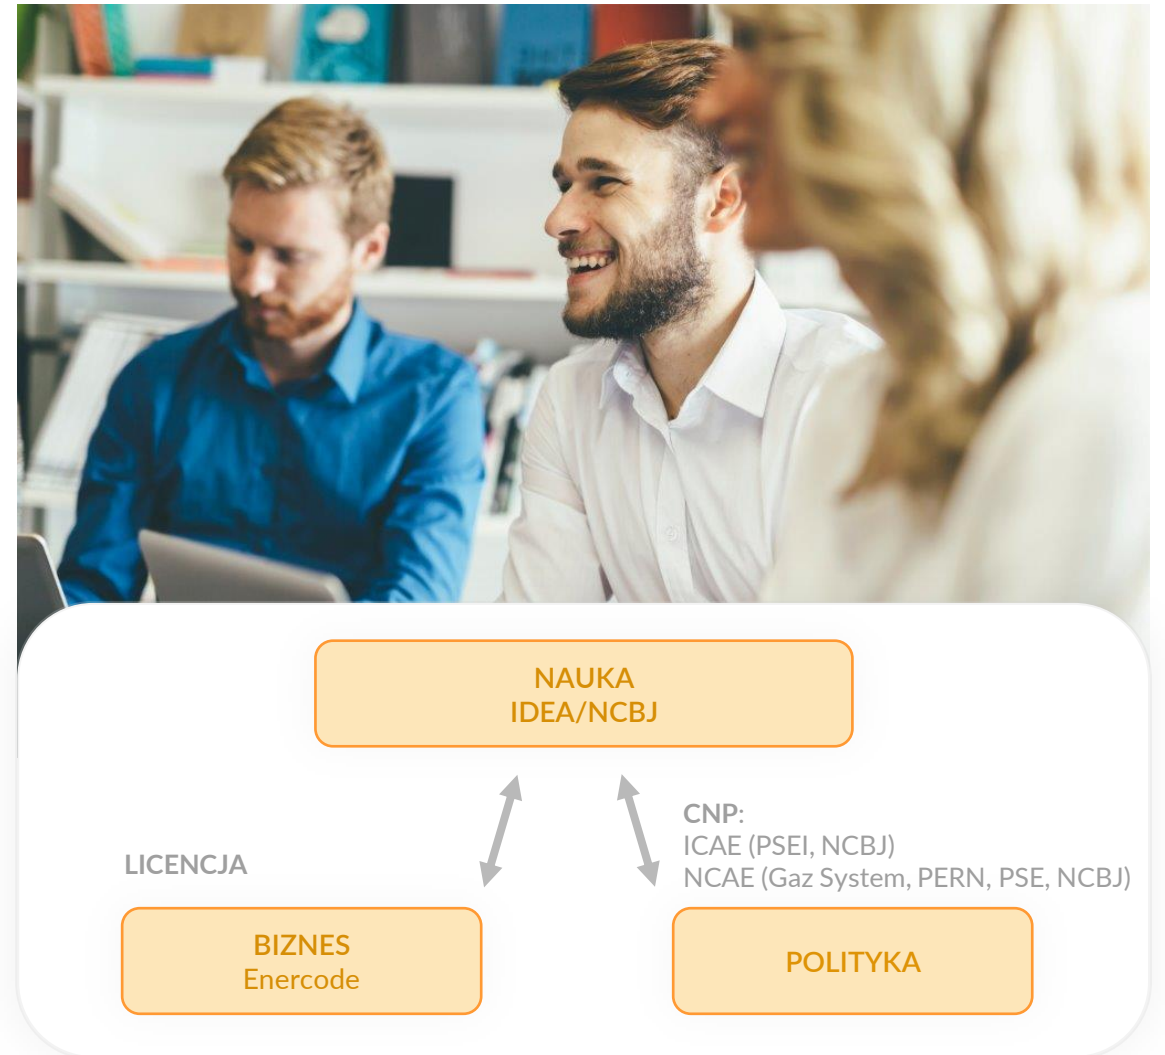 NAUKA
IDEA/NCBJ
CNP:
ICAE (PSEI, NCBJ)
NCAE (Gaz System, PERN, PSE, NCBJ)
LICENCJA
BIZNES
Enercode
POLITYKA